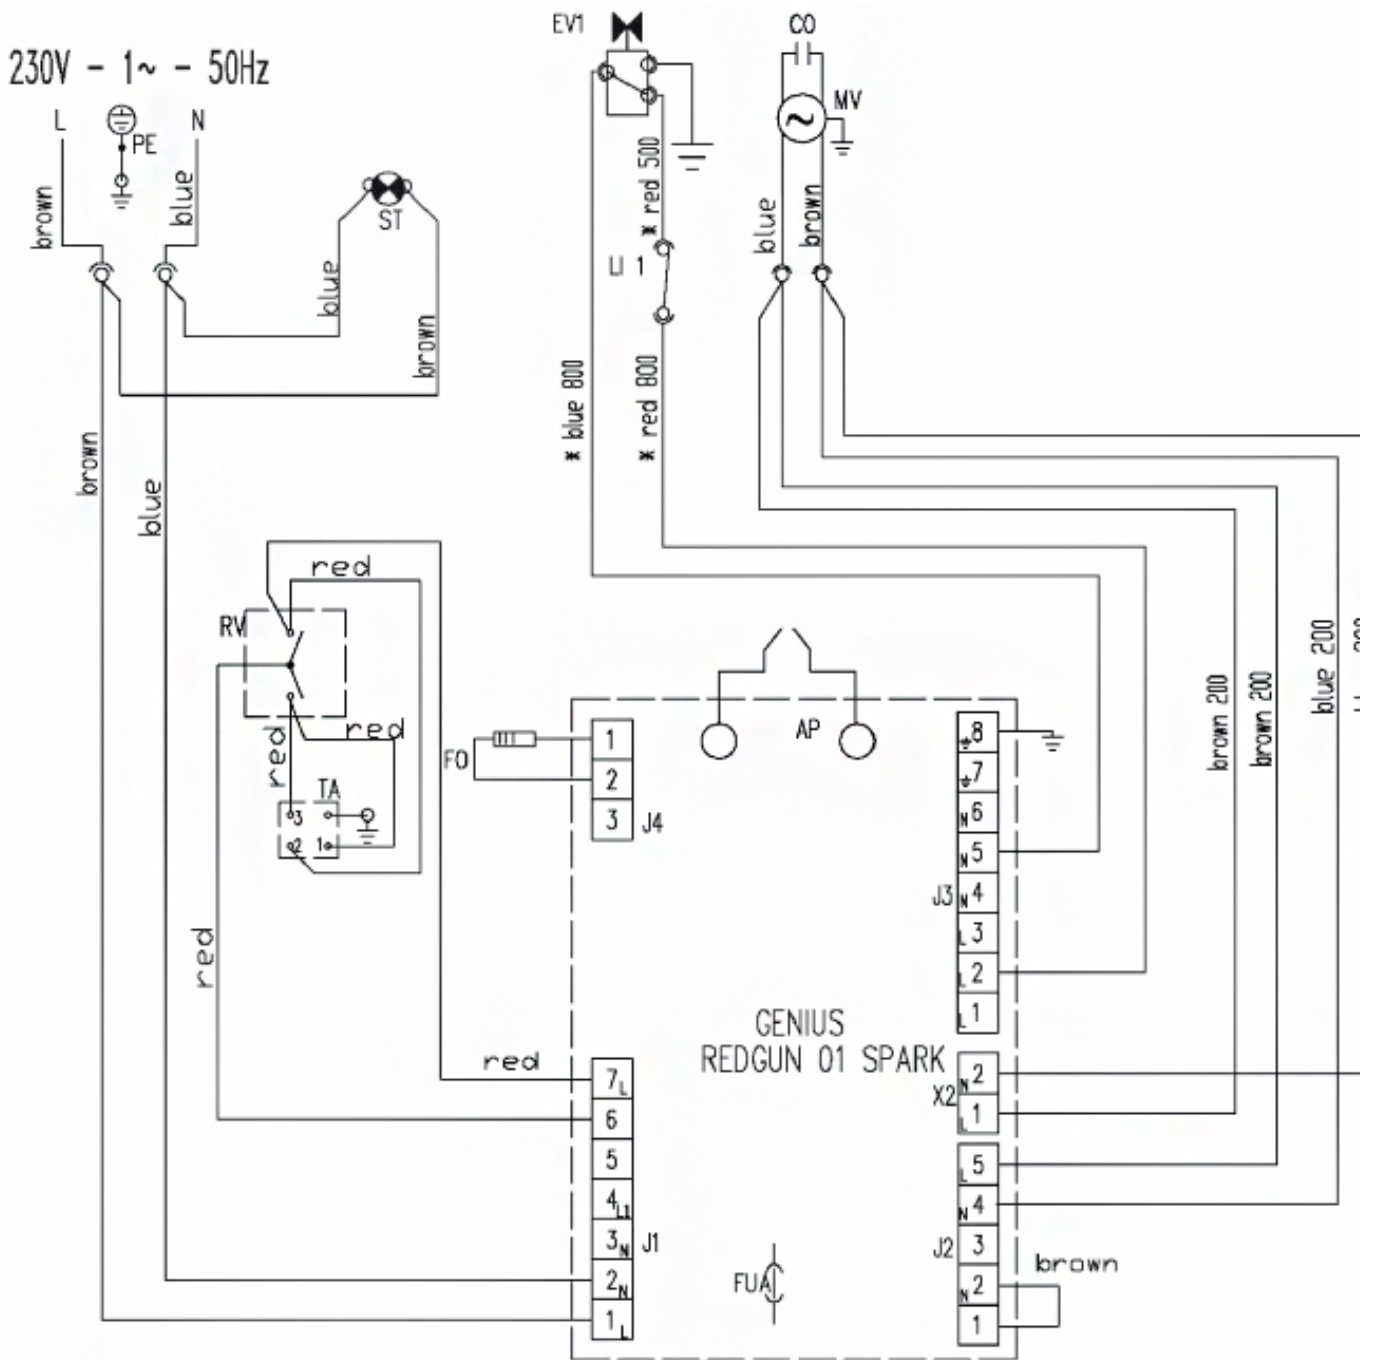 EV1
CO
230V - 1~ - 50Hz
L
N
PE
MV
brown
blue
ST
* red 500
blue
brown
LI 1
blue
brown
* blue 800
* red 800
brown
blue
red
RV
red
red
TA
3
2 1
FO
1
2
3 J4
AP
8
7
N 6
N 5
J3 N 4
L 3
L 2
L 1
brown 200
brown 200
blue 200
red
GENIUS
REDGUN 01 SPARK
red
7 L
6
5
4 L1
3 N J1
2 N
1 L
N 2
X2
L 1
L 5
N 4
J2 3
N 2
1
brown
FUA